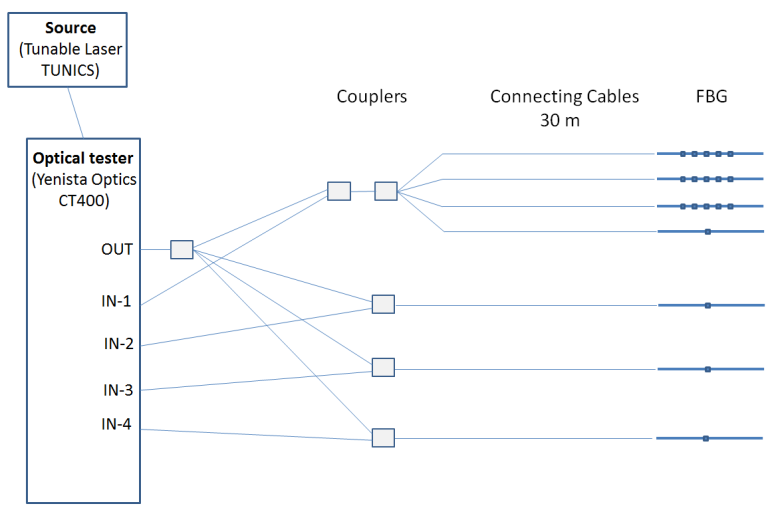 Source
(Tunable Laser
TUNICS)
Couplers
Connecting Cables
30 m
FBG
Optical tester
(Yenista Optics
CT400)
OUT
IN-1
IN-2
IN-3
IN-4